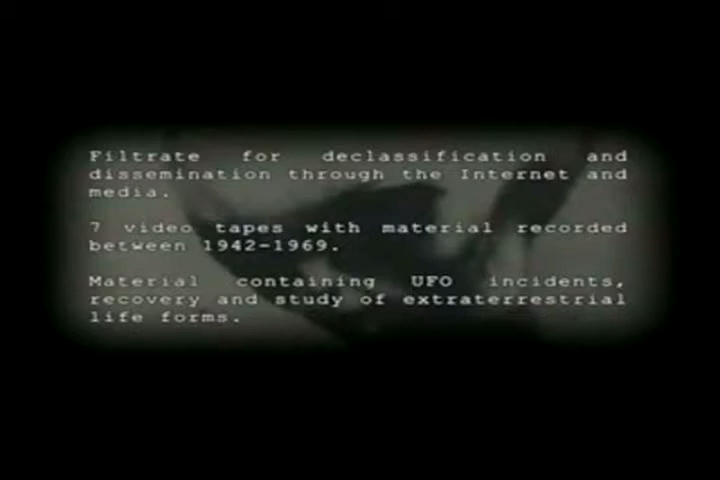 Filtrate for declassification and
dissemination through the Internet and
media.
7 video tapes with material recorded
between 1942-1969.
Material containing UFO incidents,
recovery and study of extraterrestrial
life forms.